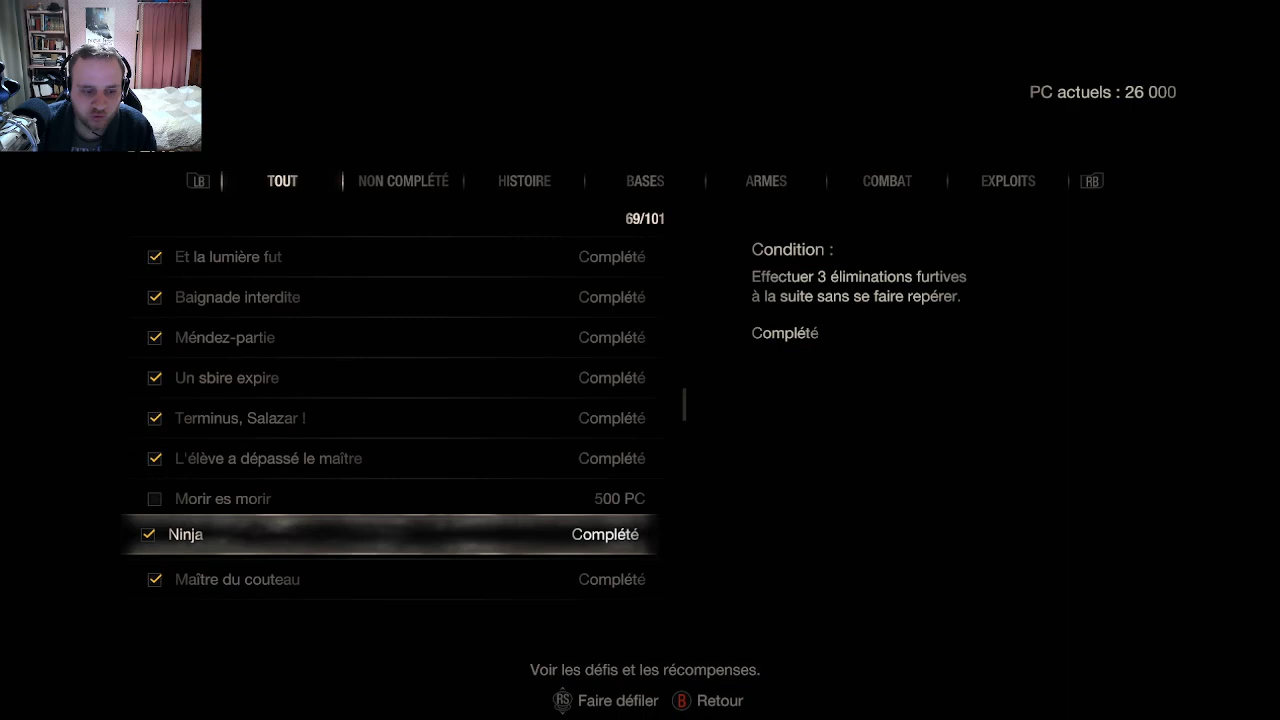 PC actuels : 26 000
LB TOUT NON COMPLÉTÉ HISTOIRE BASES ARMES COMBAT EXPLOITS RB
69/101
Et la lumière fut Complété
Baignade interdite Complété
Méndez-partie Complété
Un sbire expire Complété
Terminus, Salazar ! Complété
L'élève a dépassé le maître Complété
Morir es morir 500 PC
Ninja Complété
Maître du couteau Complété
Condition :
Effectuer 3 éliminations furtives
à la suite sans se faire repérer.
Complété
Voir les défis et les récompenses.
RS Faire défiler B Retour